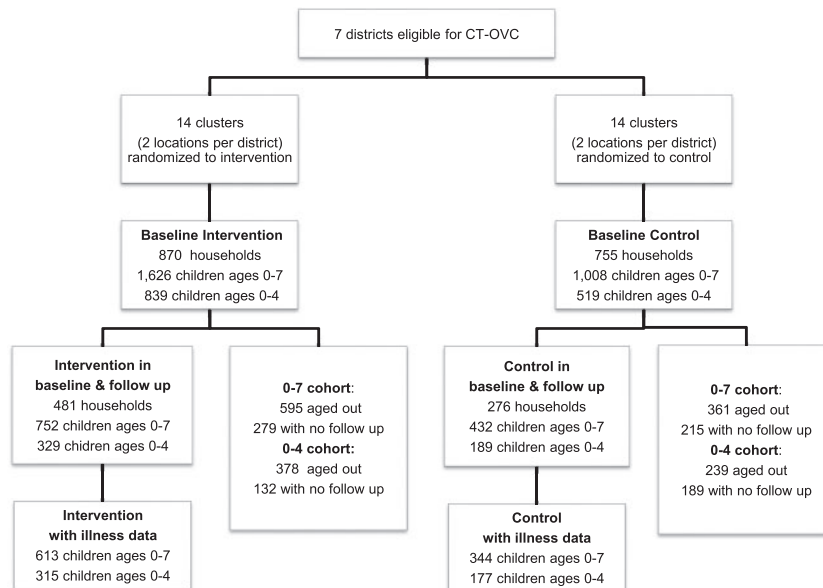 7 districts eligible for CT-OVC
14 clusters
(2 locations per district)
randomized to intervention
14 clusters
(2 locations per district)
randomized to control
Baseline Intervention
870 households
1,626 children ages 0-7
839 children ages 0-4
Baseline Control
755 households
1,008 children ages 0-7
519 children ages 0-4
Intervention in
baseline & follow up
481 households
752 children ages 0-7
329 chidren ages 0-4
0-7 cohort:
595 aged out
279 with no follow up
0-4 cohort:
378 aged out
132 with no follow up
Control in
baseline & follow up
276 households
432 children ages 0-7
189 children ages 0-4
0-7 cohort:
361 aged out
215 with no follow up
0-4 cohort:
239 aged out
189 with no follow up
Intervention
with illness data
613 children ages 0-7
315 children ages 0-4
Control
with illness data
344 children ages 0-7
177 children ages 0-4